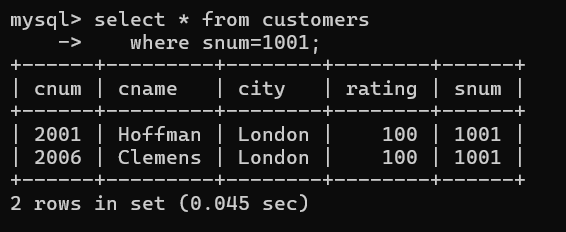 mysql> select * from customers
    ->    where snum=1001;
+------+---------+--------+--------+------+
| cnum | cname   | city   | rating | snum |
+------+---------+--------+--------+------+
| 2001 | Hoffman | London |    100 | 1001 |
| 2006 | Clemens | London |    100 | 1001 |
+------+---------+--------+--------+------+
2 rows in set (0.045 sec)